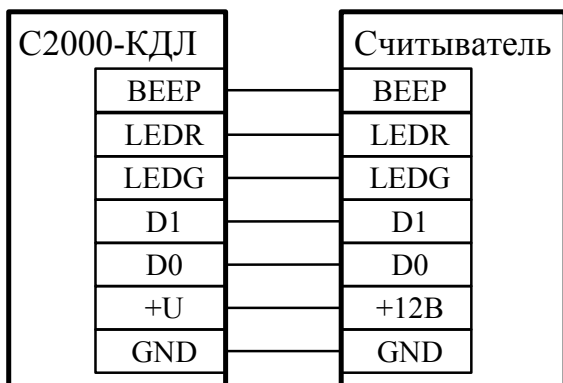 С2000-КДЛ Считыватель
BEEP BEEP
LEDR LEDR
LEDG LEDG
D1 D1
D0 D0
+U +12В
GND GND